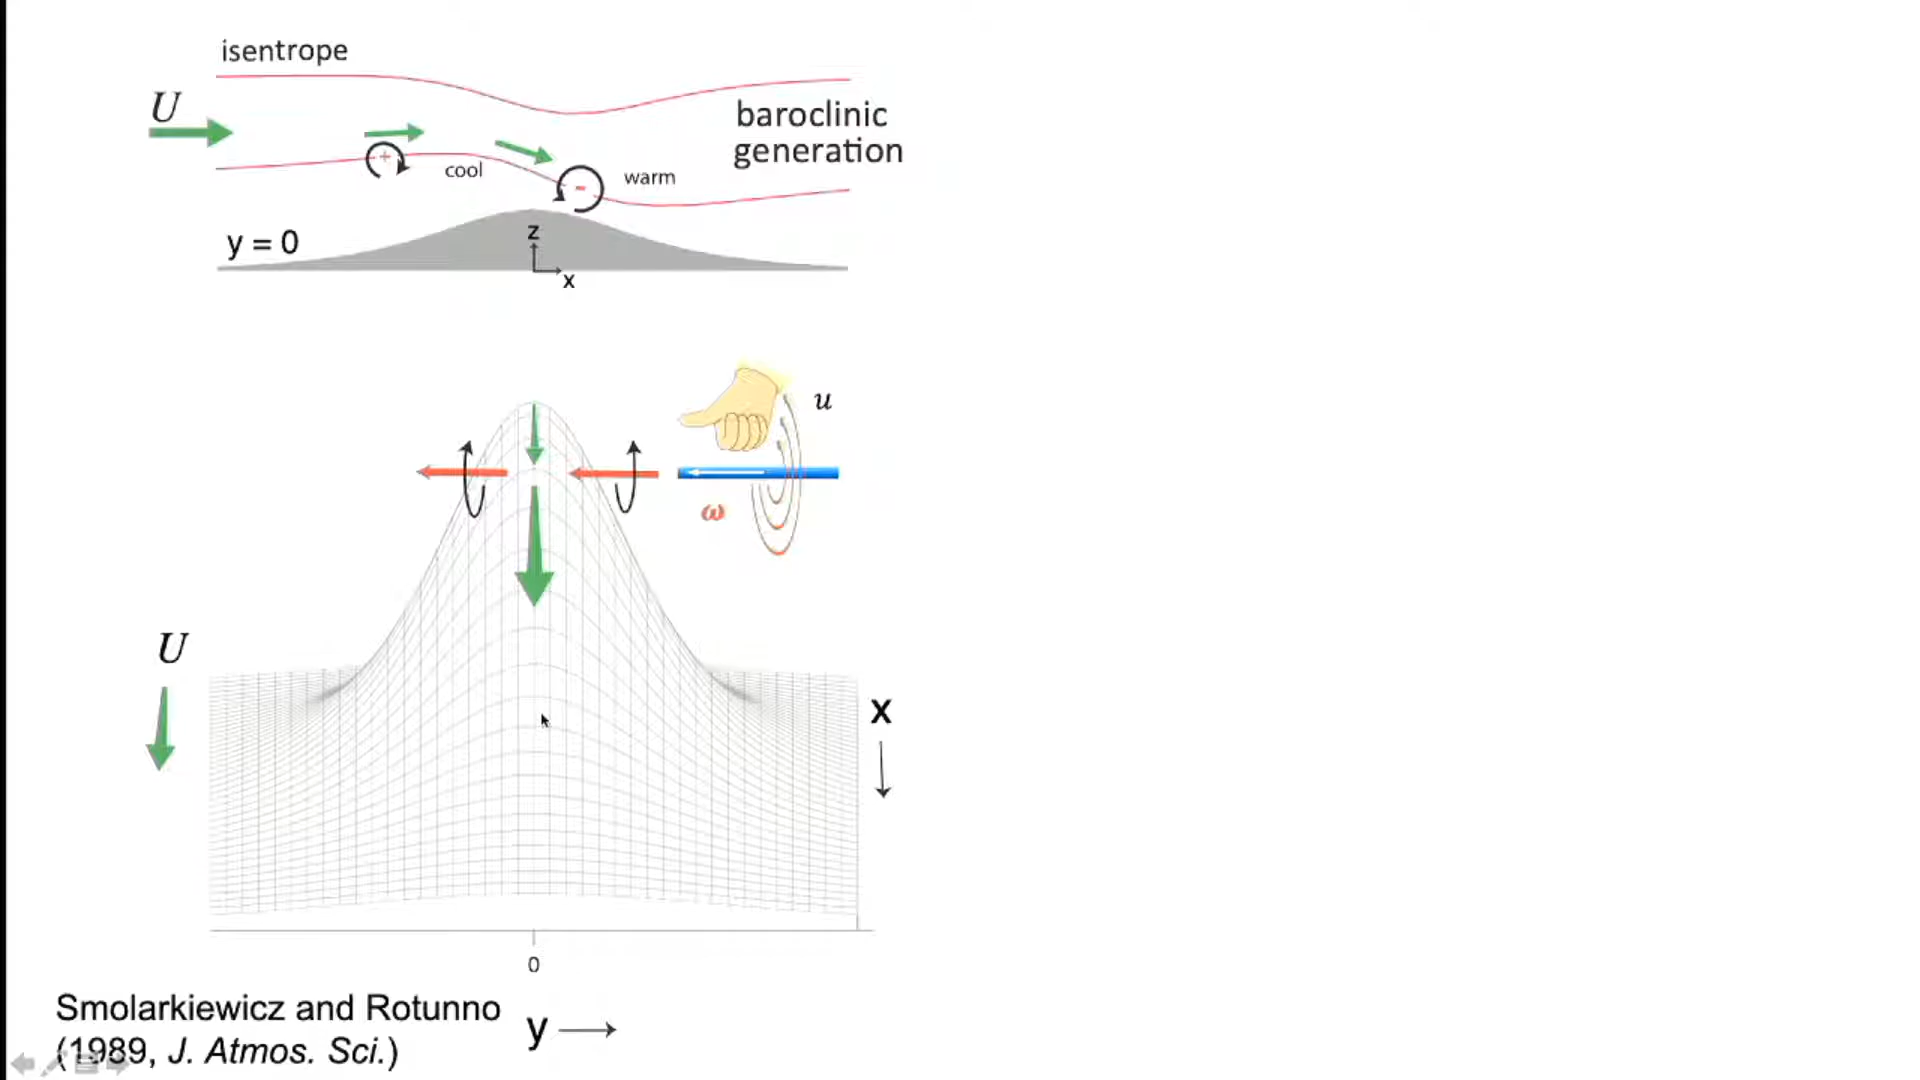 isentrope
U
baroclinic
generation
+
cool
-
warm
y = 0
z
x
u
ω
U
x
0
Smolarkiewicz and Rotunno
(1989, J. Atmos. Sci.)
y